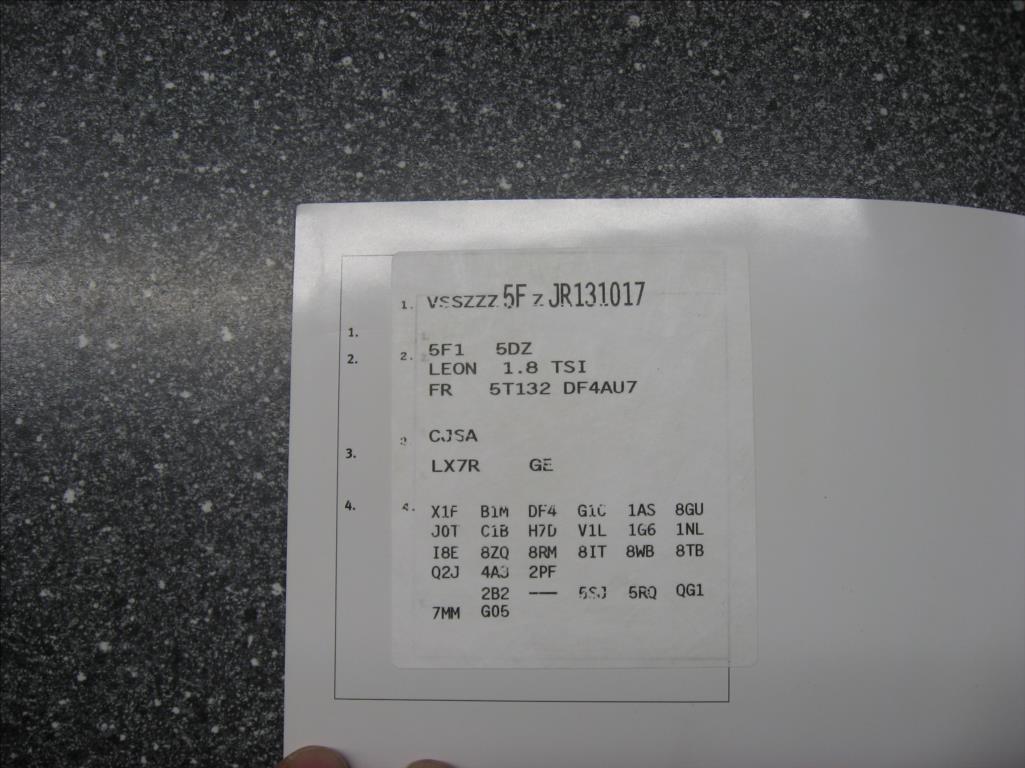 1. VSSZZZ 5F Z JR131017
1.
2. 2. 5F1 5DZ
LEON 1.8 TSI
FR 5T132 DF4AU7
CJSA
3. LX7R GE
4. 4. X1F B1M DF4 G1C 1AS 8GU
J0T C1B H7D V1L 1G6 1NL
I8E 8ZQ 8RM 8IT 8WB 8TB
Q2J 4A3 2PF
2B2 --- 5SJ 5RQ QG1
7MM G05